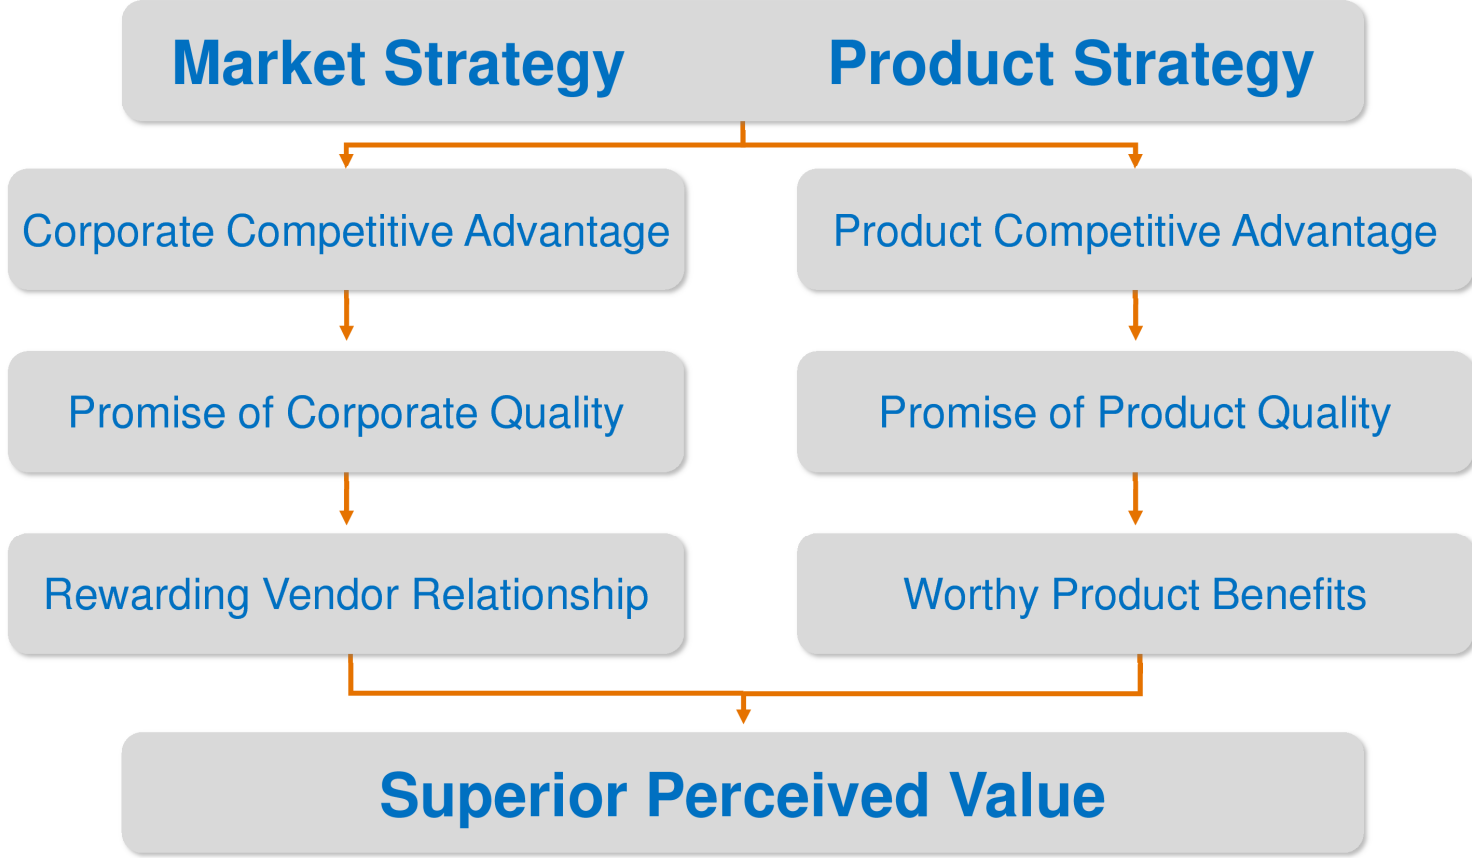 Market Strategy Product Strategy
Corporate Competitive Advantage
Product Competitive Advantage
Promise of Corporate Quality
Promise of Product Quality
Rewarding Vendor Relationship
Worthy Product Benefits
Superior Perceived Value